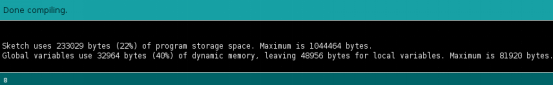 Done compiling.
Sketch uses 233029 bytes (22%) of program storage space. Maximum is 1044464 bytes.
Global variables use 32964 bytes (40%) of dynamic memory, leaving 48956 bytes for local variables. Maximum is 81920 bytes.
8